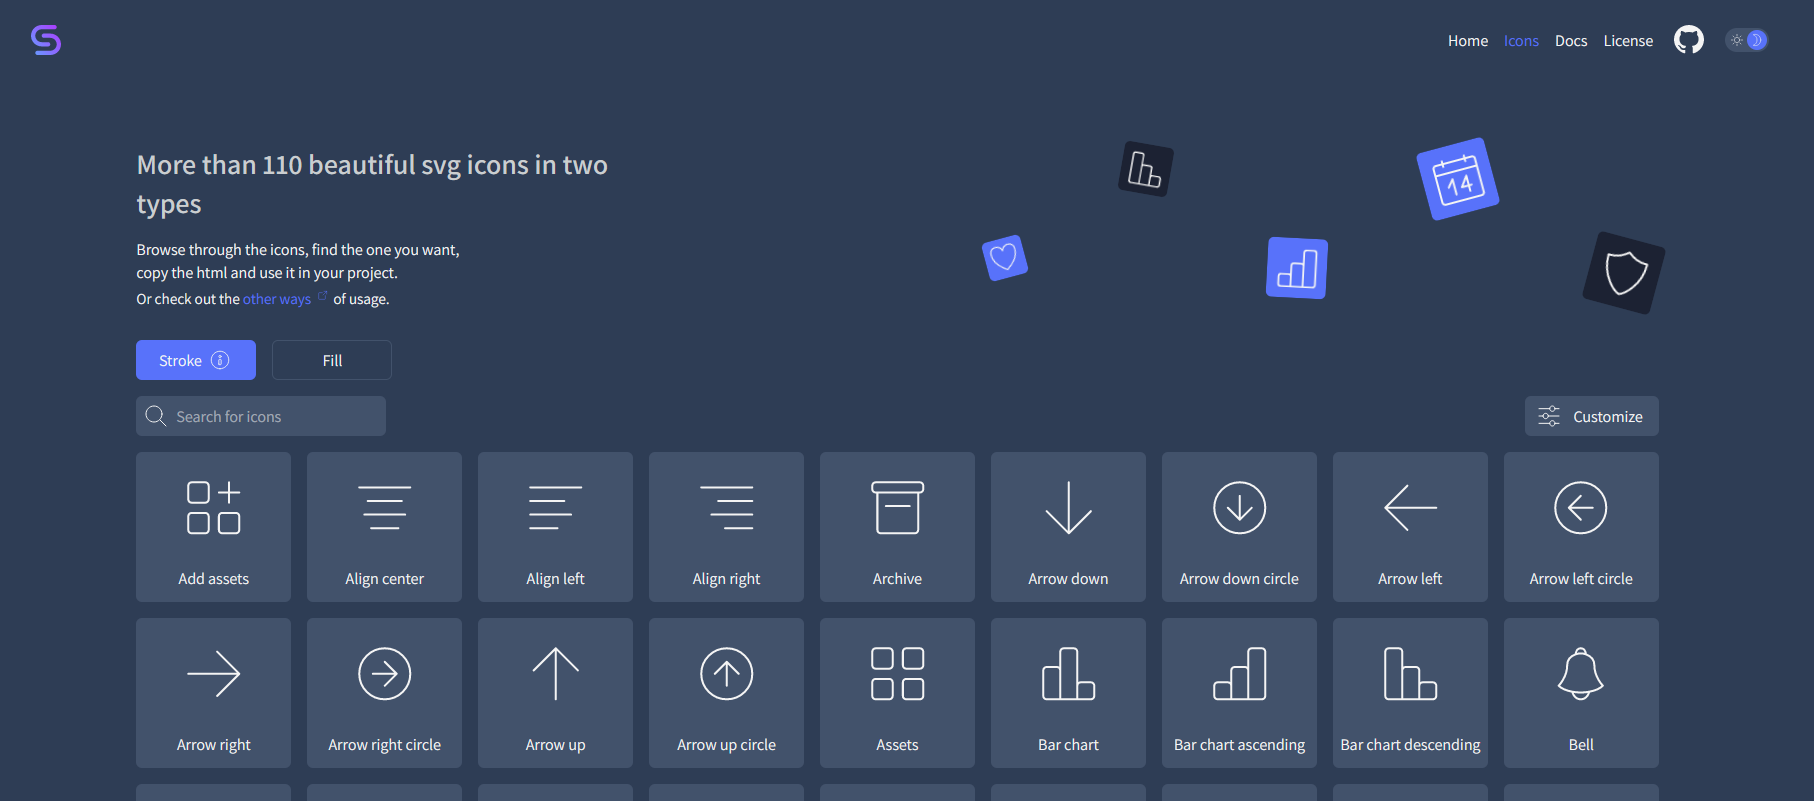 Home Icons Docs License
More than 110 beautiful svg icons in two
types
Browse through the icons, find the one you want,
copy the html and use it in your project.
Or check out the other ways of usage.
14
Stroke Fill
Search for icons
Customize
Add assets Align center Align left Align right Archive Arrow down Arrow down circle Arrow left Arrow left circle
Arrow right Arrow right circle Arrow up Arrow up circle Assets Bar chart Bar chart ascending Bar chart descending Bell